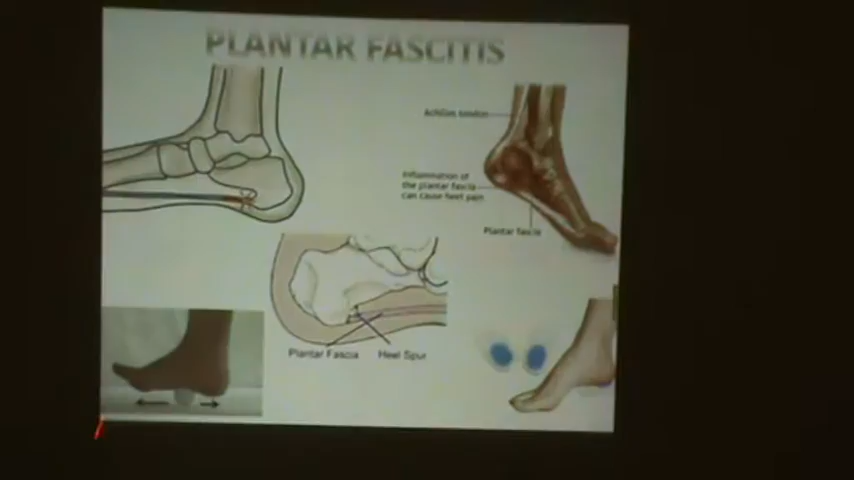 PLANTAR FASCITIS
Achilles tendon
Inflammation of
the plantar fascia
can cause heel pain
Plantar fascia
Plantar Fascia
Heel Spur